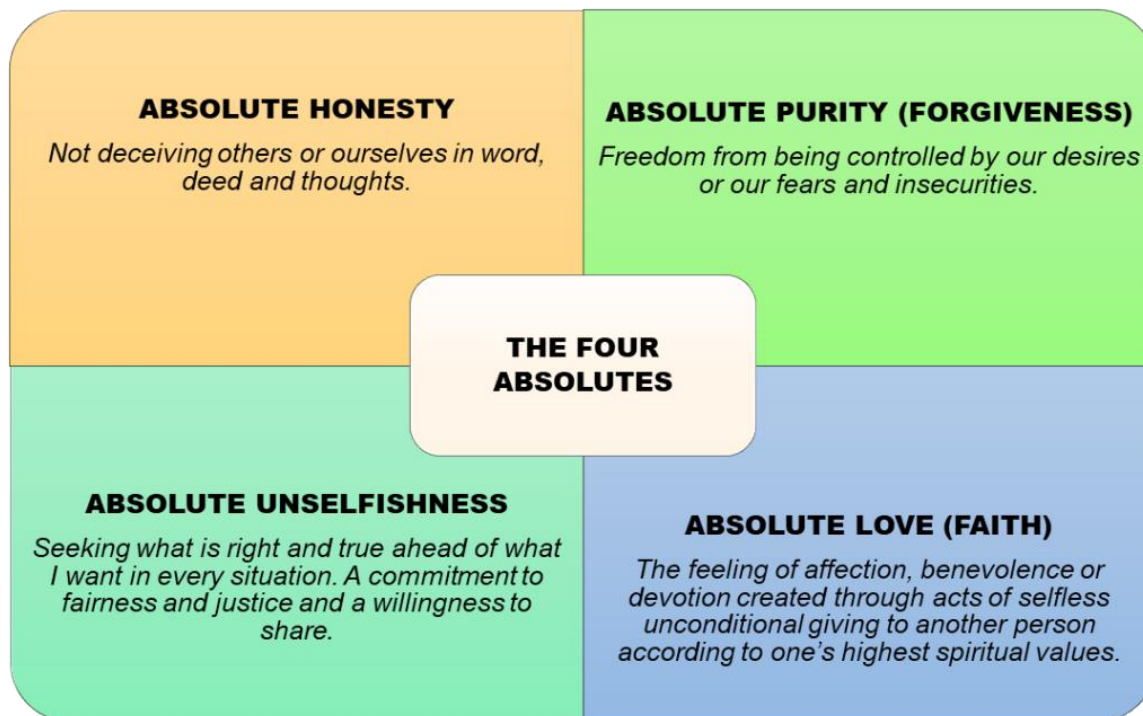 ABSOLUTE HONESTY
Not deceiving others or ourselves in word,
deed and thoughts.
ABSOLUTE PURITY (FORGIVENESS)
Freedom from being controlled by our desires
or our fears and insecurities.
THE FOUR
ABSOLUTES
ABSOLUTE UNSELFISHNESS
Seeking what is right and true ahead of what
I want in every situation. A commitment to
fairness and justice and a willingness to
share.
ABSOLUTE LOVE (FAITH)
The feeling of affection, benevolence or
devotion created through acts of selfless
unconditional giving to another person
according to one’s highest spiritual values.